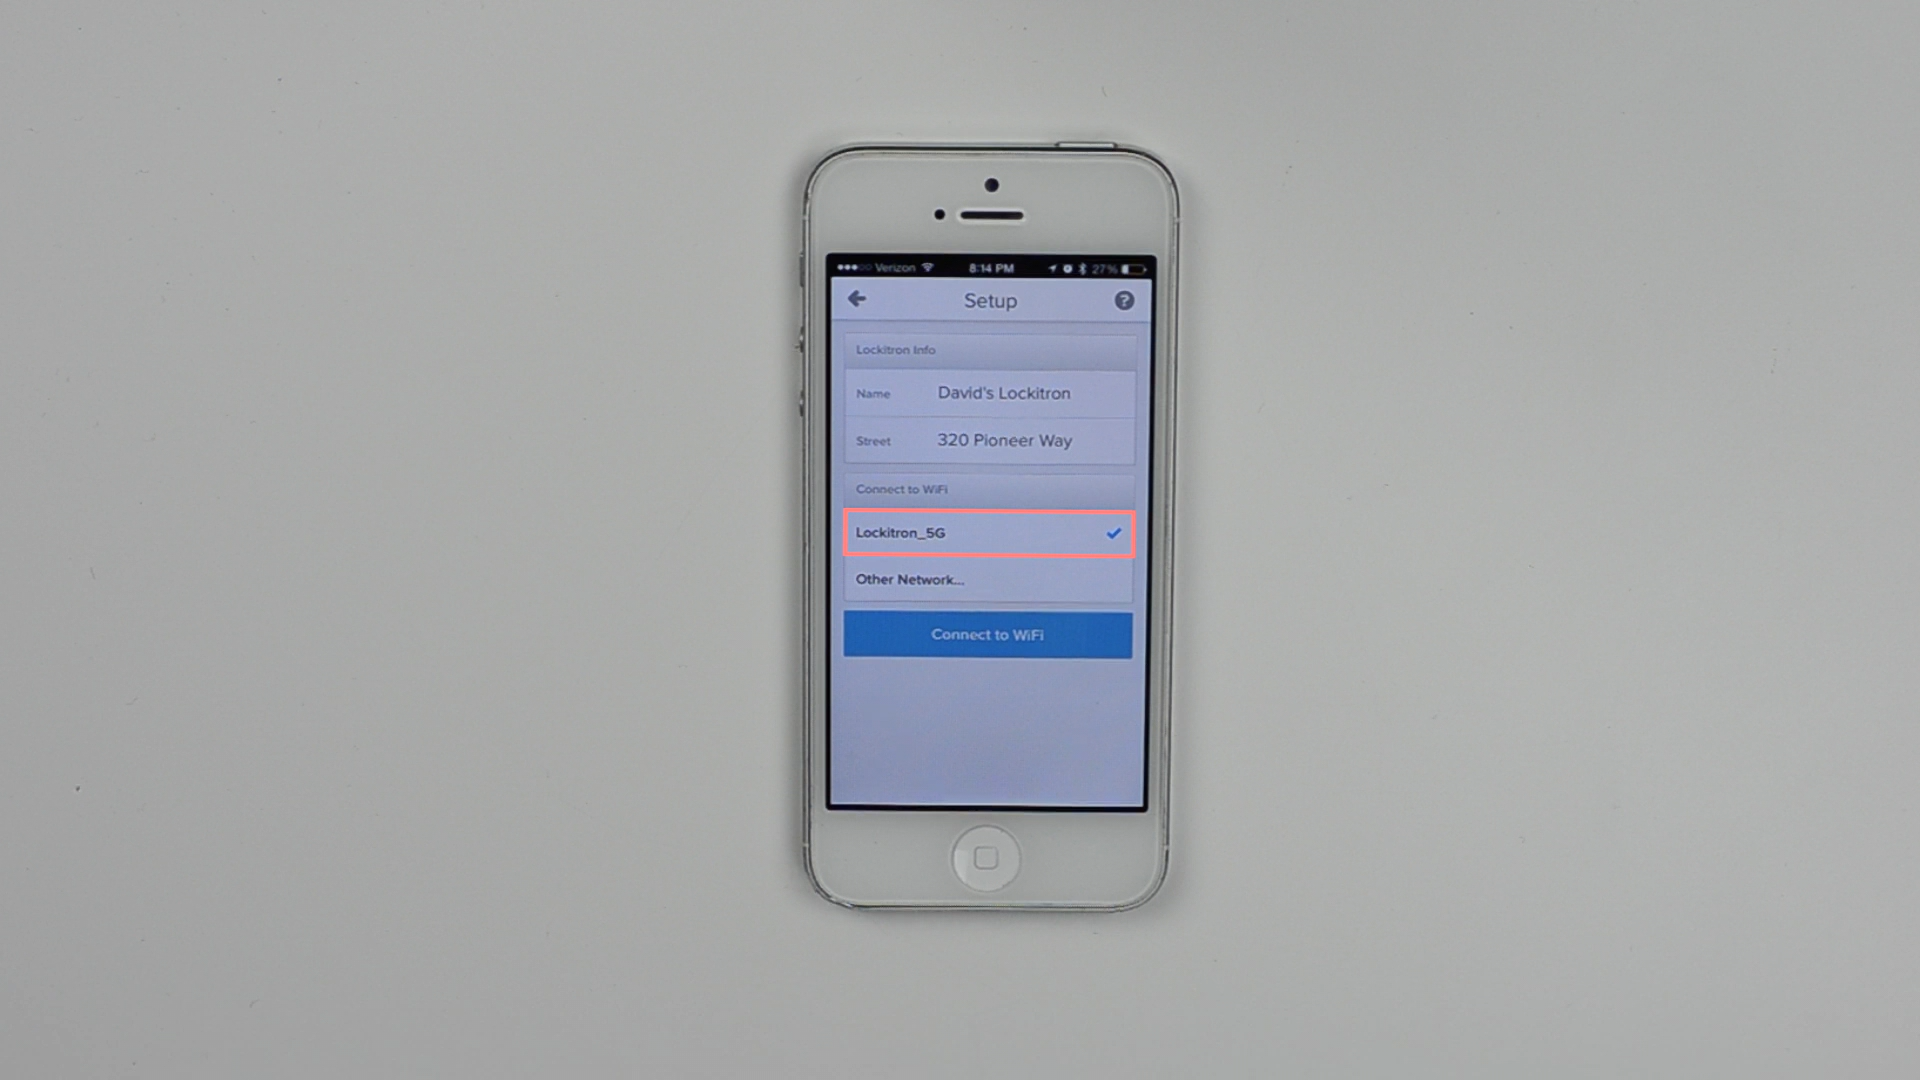 Verizon 8:14 PM 27%
Setup ?
Lockitron Info
Name David's Lockitron
Street 320 Pioneer Way
Connect to WiFi
Lockitron_5G
Other Network...
Connect to WiFi